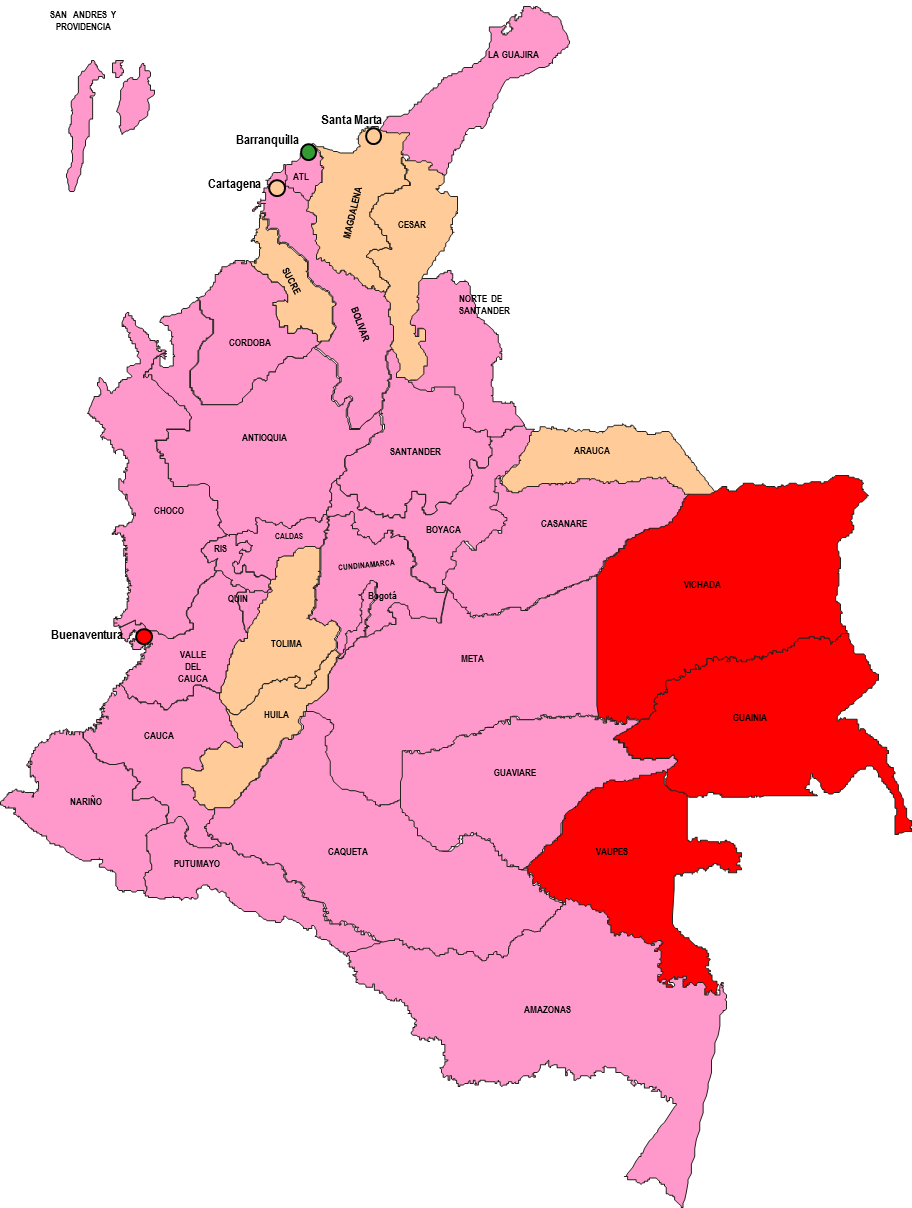 SAN ANDRES Y
PROVIDENCIA
LA GUAJIRA
Santa Marta
Barranquilla
ATL
Cartagena
MAGDALENA
CESAR
SUCRE
NORTE DE
SANTANDER
BOLIVAR
CORDOBA
ANTIOQUIA
SANTANDER
ARAUCA
CHOCO
CASANARE
BOYACA
CALDAS
RIS
CUNDINAMARCA
VICHADA
QUIN
Bogotá
Buenaventura
TOLIMA
VALLE
DEL
CAUCA
META
HUILA
GUAINIA
CAUCA
GUAVIARE
NARIÑO
CAQUETA
VAUPES
PUTUMAYO
AMAZONAS